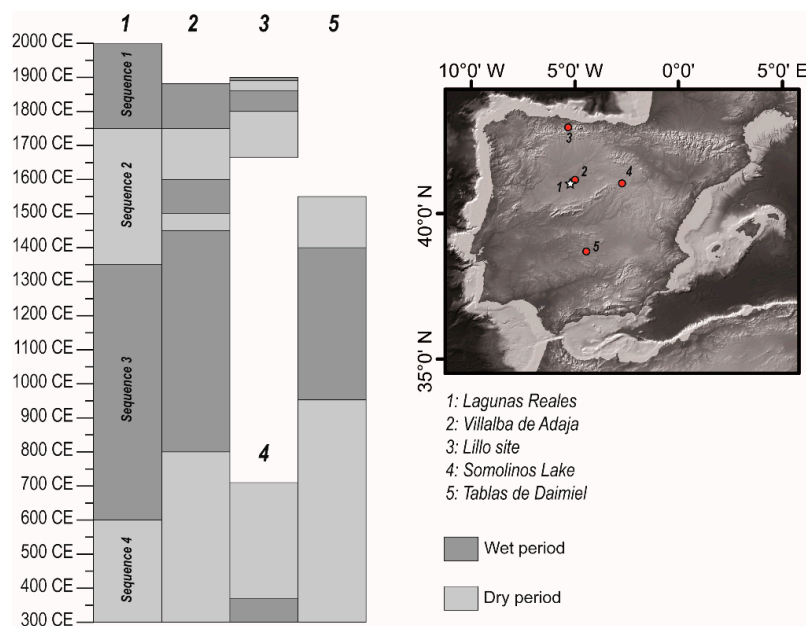 1 2 3 5
2000 CE
1900 CE
1800 CE
1700 CE
1600 CE
1500 CE
1400 CE
1300 CE
1200 CE
1100 CE
1000 CE
900 CE
800 CE
700 CE
600 CE
500 CE
400 CE
300 CE
Sequence 1
Sequence 2
Sequence 3
Sequence 4
4
10°0' W 5°0' W 0°0' 5°0' E
40°0' N
35°0' N
3
2
1
4
5
1: Lagunas Reales
2: Villalba de Adaja
3: Lillo site
4: Somolinos Lake
5: Tablas de Daimiel
Wet period
Dry period